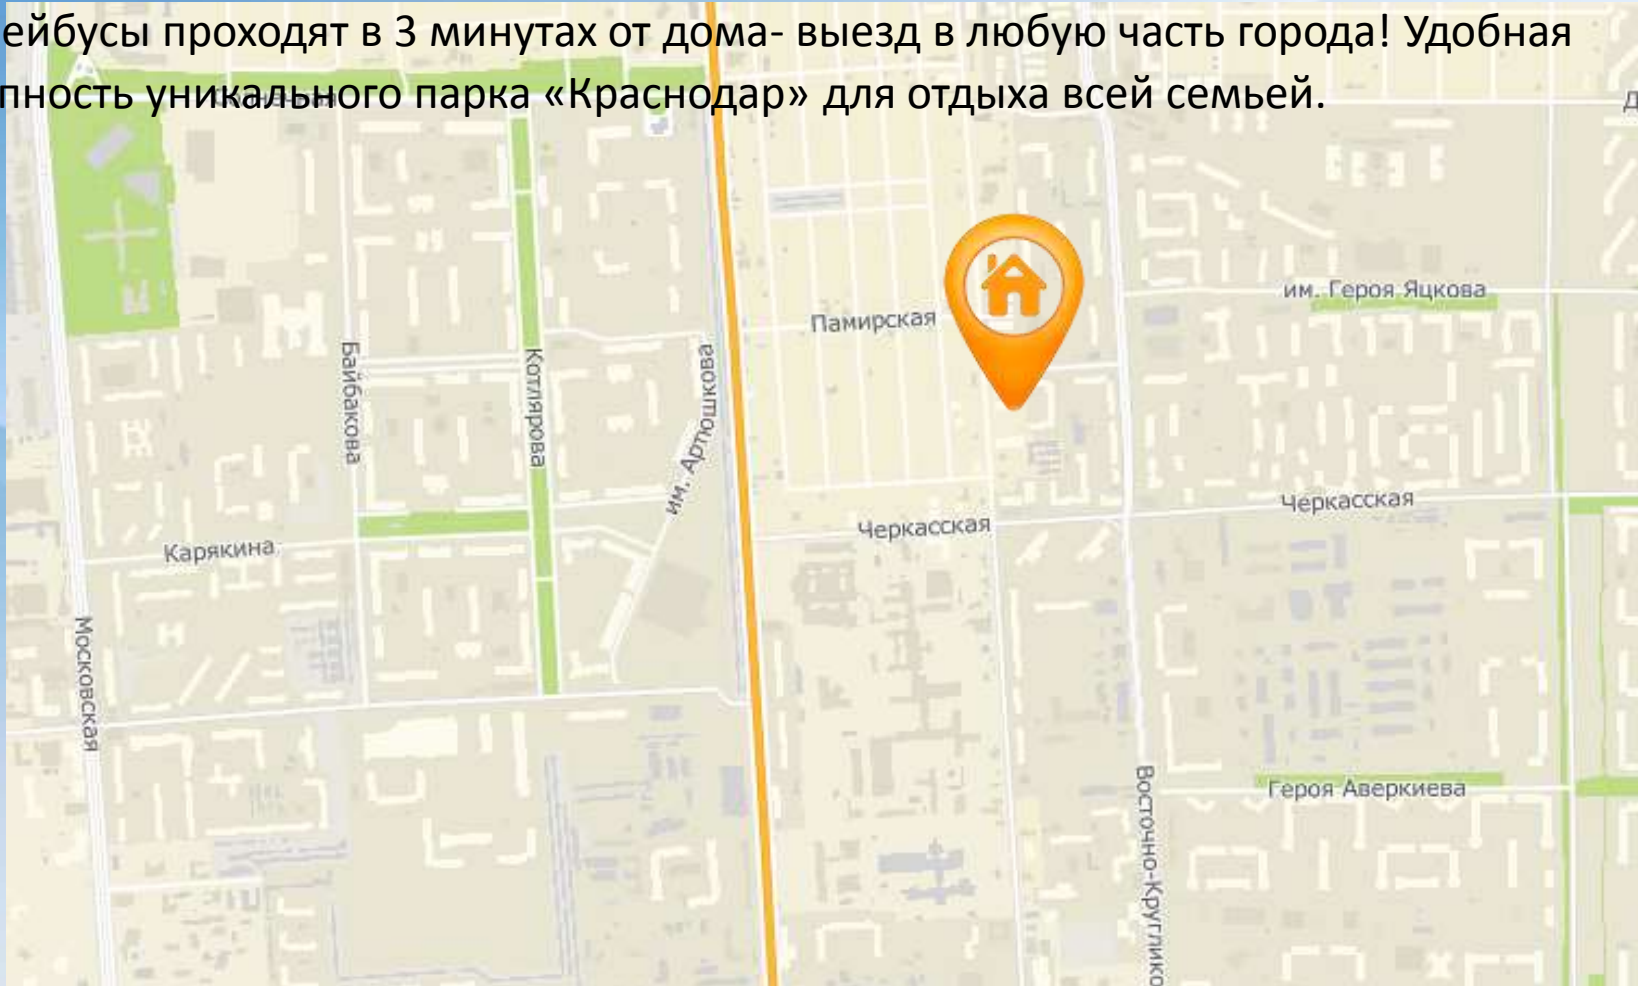 ейбусы проходят в 3 минутах от дома- выезд в любую часть города! Удобная
пность уникального парка «Краснодар» для отдыха всей семьей.
Д
им. Героя Яцкова
Памирская
Байбакова
Котлярова
им. Артюшкова
Черкасская
Черкасская
Карякина
Московская
Восточно-Круглико
Героя Аверкиева